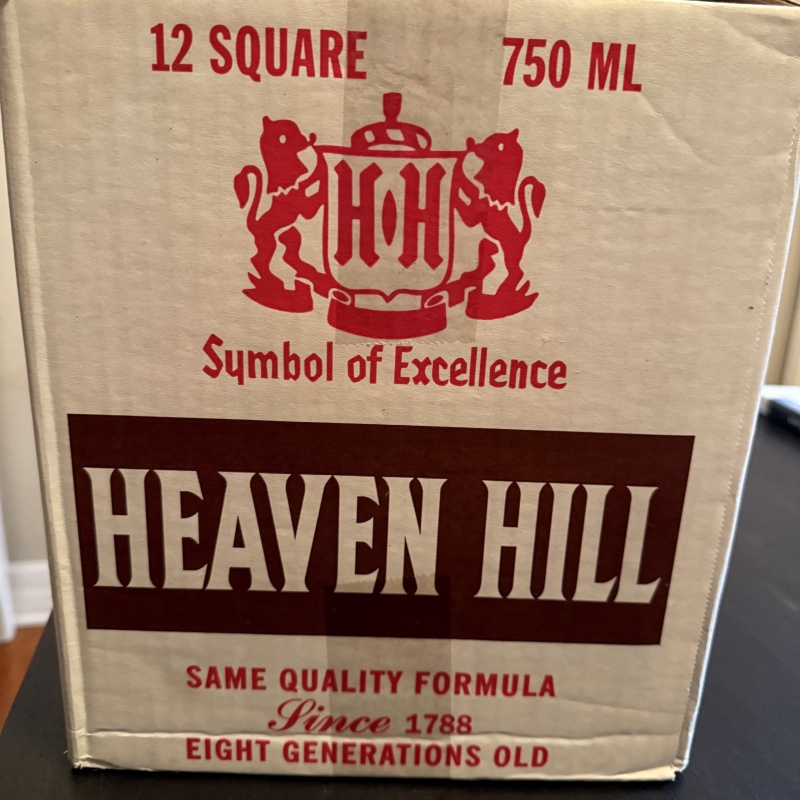 12 SQUARE 750 ML
H H
Symbol of Excellence
HEAVEN HILL
SAME QUALITY FORMULA
Since 1788
EIGHT GENERATIONS OLD